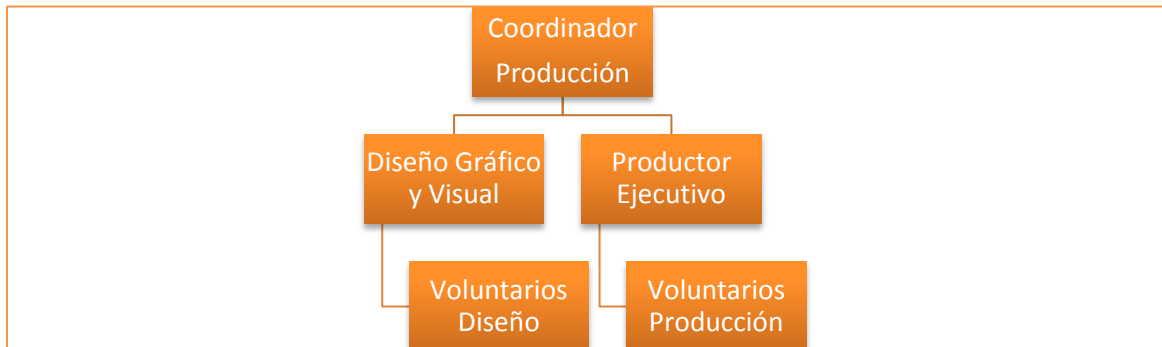 Coordinador
Producción
Diseño Gráfico
y Visual
Productor
Ejecutivo
Voluntarios
Diseño
Voluntarios
Producción